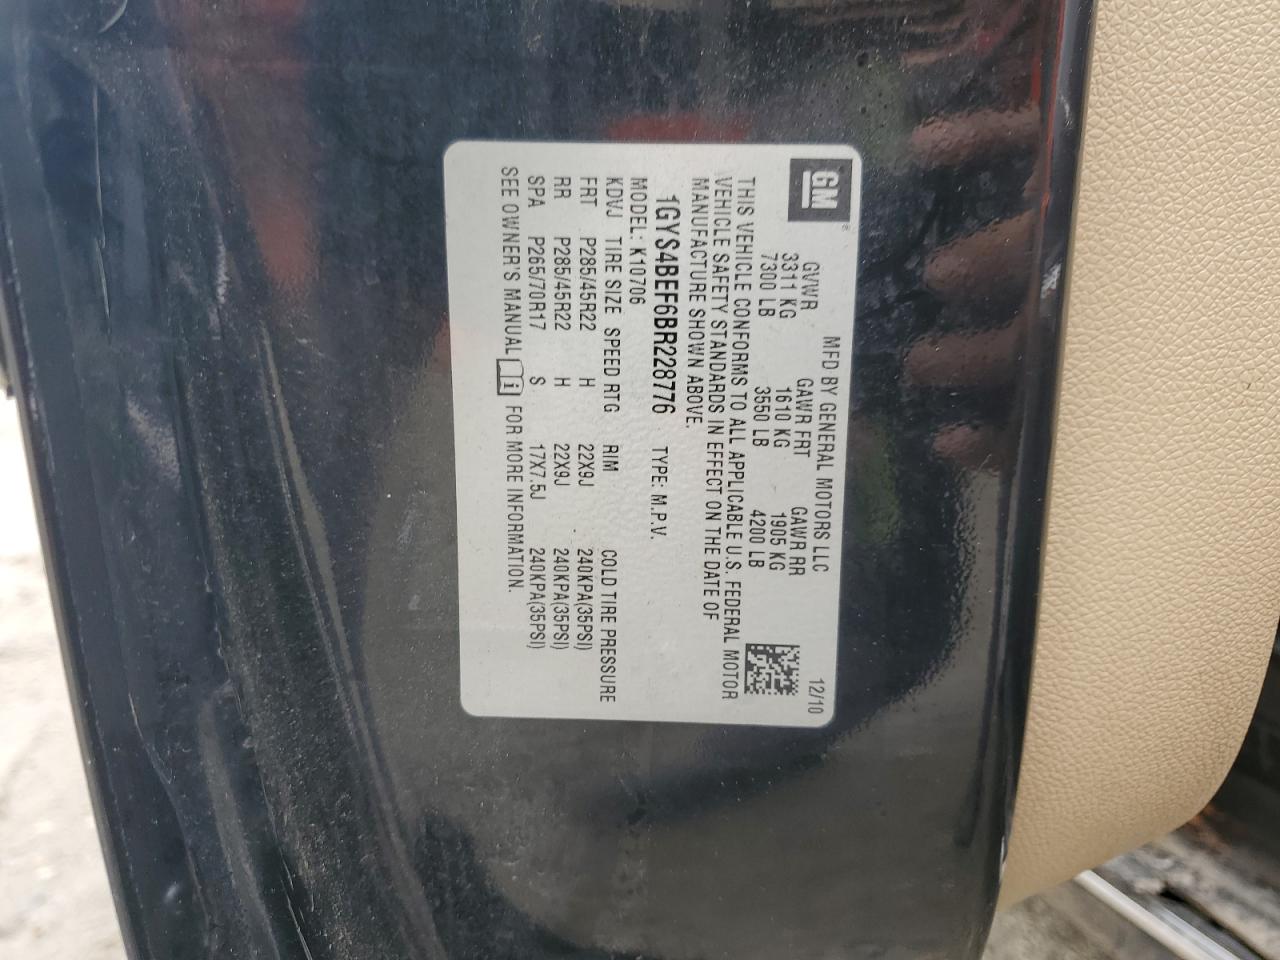 GM®
MFD BY GENERAL MOTORS LLC 12/10
GVWR GAWR FRT GAWR RR
3311 KG 1610 KG 1905 KG
7300 LB 3550 LB 4200 LB
THIS VEHICLE CONFORMS TO ALL APPLICABLE U.S. FEDERAL MOTOR
VEHICLE SAFETY STANDARDS IN EFFECT ON THE DATE OF
MANUFACTURE SHOWN ABOVE.
1GYS4BEF6BR228776 TYPE: M.P.V.
MODEL: K10706
KDVJ TIRE SIZE SPEED RTG RIM COLD TIRE PRESSURE
FRT P285/45R22 H 22X9J 240KPA(35PSI)
RR P285/45R22 H 22X9J 240KPA(35PSI)
SPA P265/70R17 S 17X7.5J 240KPA(35PSI)
SEE OWNER'S MANUAL i FOR MORE INFORMATION.